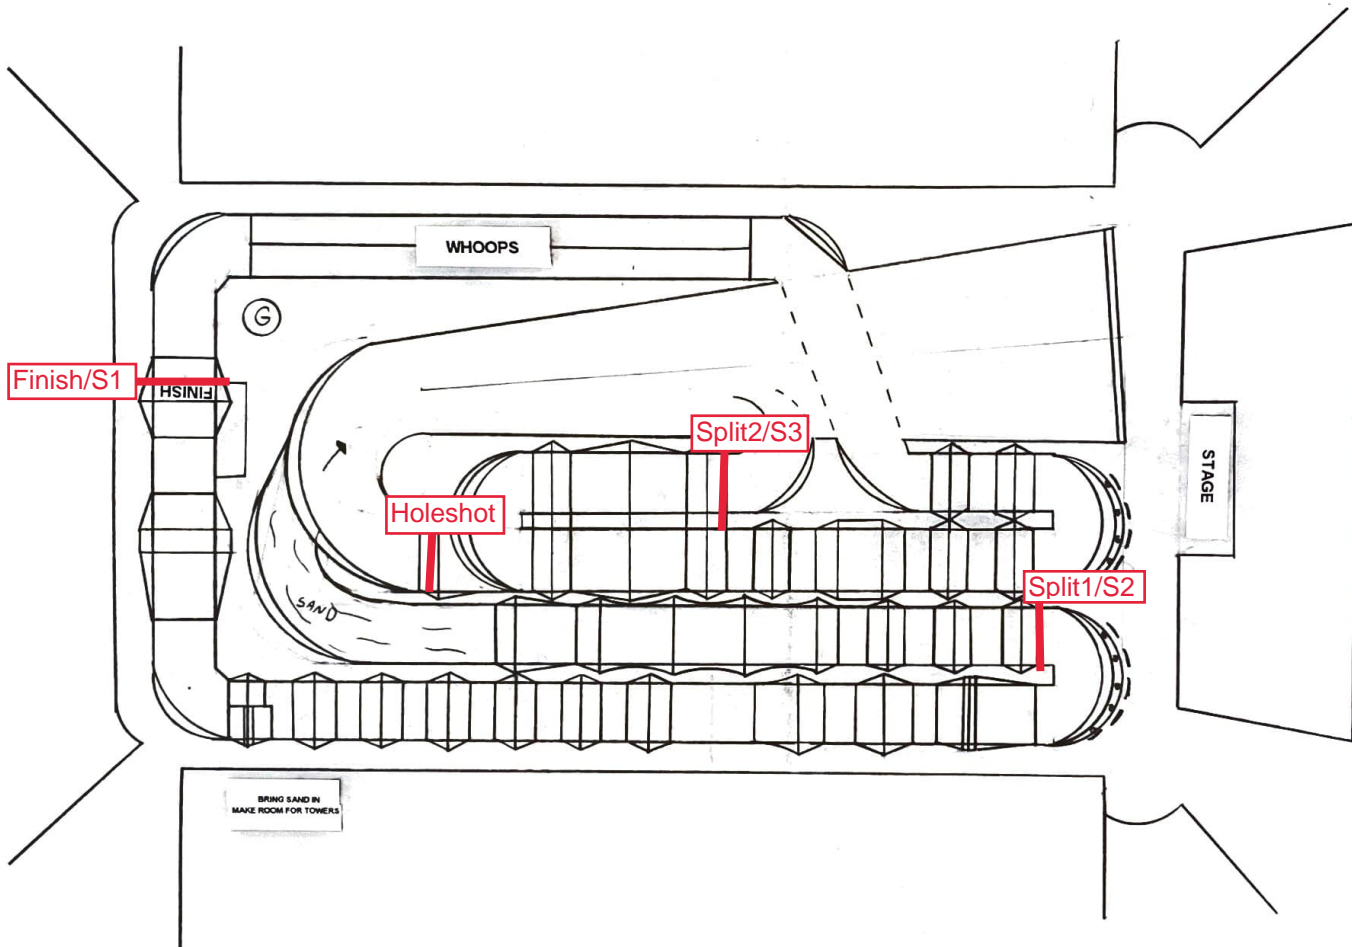 WHOOPS
G
Finish/S1
FINISH
Split2/S3
STAGE
Holeshot
Split1/S2
SAND
BRING SAND IN
MAKE ROOM FOR TOWERS